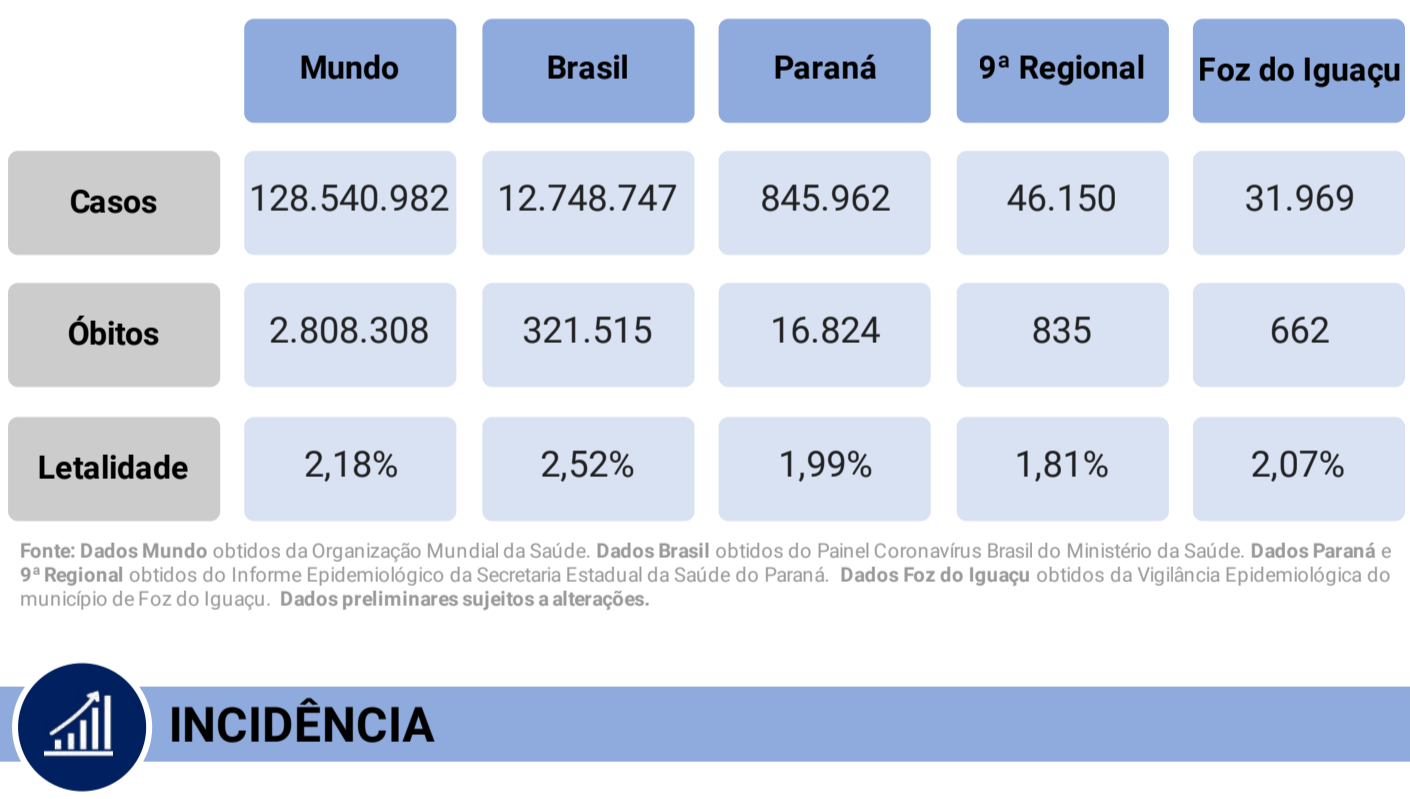 Mundo Brasil Paraná 9ª Regional Foz do Iguaçu
Casos 128.540.982 12.748.747 845.962 46.150 31.969
Óbitos 2.808.308 321.515 16.824 835 662
Letalidade 2,18% 2,52% 1,99% 1,81% 2,07%
Fonte: Dados Mundo obtidos da Organização Mundial da Saúde. Dados Brasil obtidos do Painel Coronavírus Brasil do Ministério da Saúde. Dados Paraná e
9ª Regional obtidos do Informe Epidemiológico da Secretaria Estadual da Saúde do Paraná. Dados Foz do Iguaçu obtidos da Vigilância Epidemiológica do
município de Foz do Iguaçu. Dados preliminares sujeitos a alterações.
INCIDÊNCIA